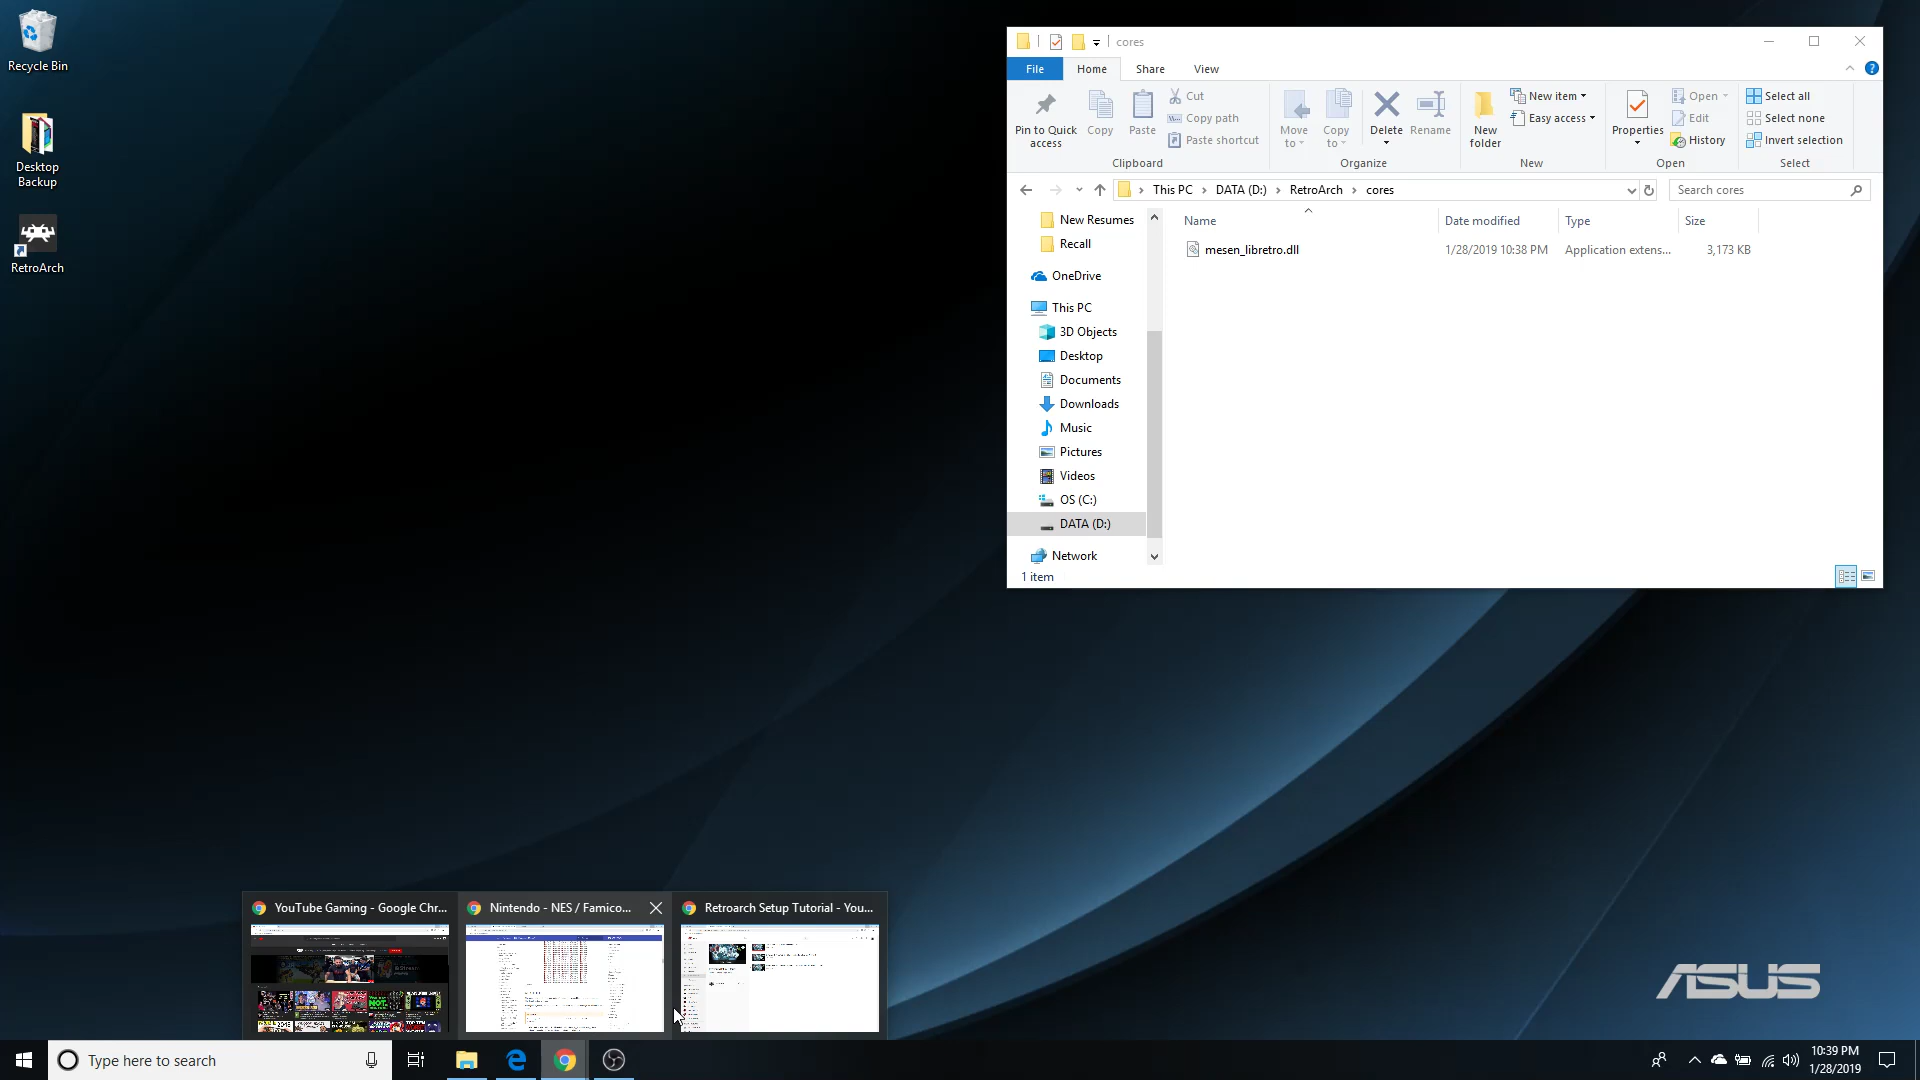 Recycle Bin
Desktop
Backup
RetroArch
cores
File
Home
Share
View
Pin to Quick
access
Copy
Paste
Cut
Copy path
Paste shortcut
Clipboard
Move
to
Copy
to
Delete
Rename
Organize
New
folder
New item
Easy access
New
Properties
Open
Edit
History
Open
Select all
Select none
Invert selection
Select
This PC
DATA (D:)
RetroArch
cores
Search cores
Name
Date modified
Type
Size
mesen_libretro.dll
1/28/2019 10:38 PM
Application extens...
3,173 KB
New Resumes
Recall
OneDrive
This PC
3D Objects
Desktop
Documents
Downloads
Music
Pictures
Videos
OS (C:)
DATA (D:)
Network
1 item
YouTube Gaming - Google Chr...
Nintendo - NES / Famico...
Retroarch Setup Tutorial - You...
ASUS
Type here to search
10:39 PM
1/28/2019